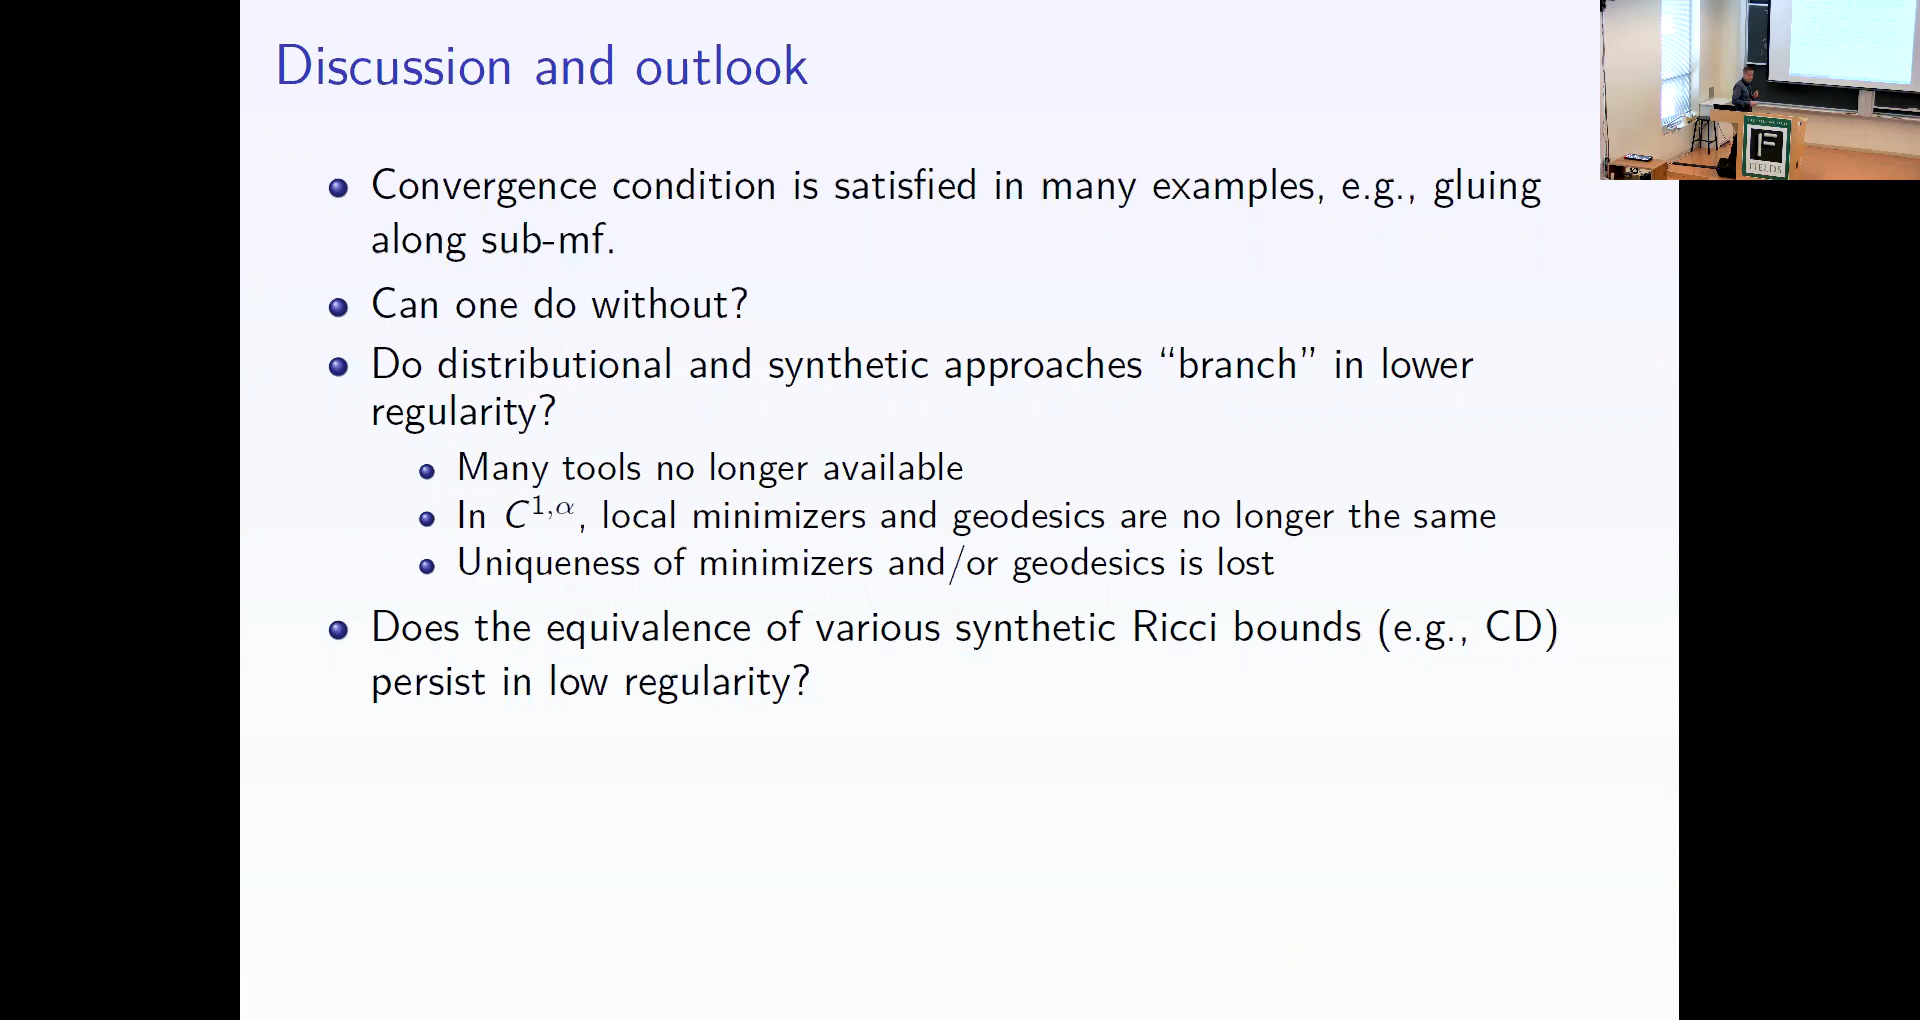 Discussion and outlook
Convergence condition is satisfied in many examples, e.g., gluing
along sub-mf.
Can one do without?
Do distributional and synthetic approaches “branch” in lower
regularity?
Many tools no longer available
In C^{1,α}, local minimizers and geodesics are no longer the same
Uniqueness of minimizers and/or geodesics is lost
Does the equivalence of various synthetic Ricci bounds (e.g., CD)
persist in low regularity?
FIELDS